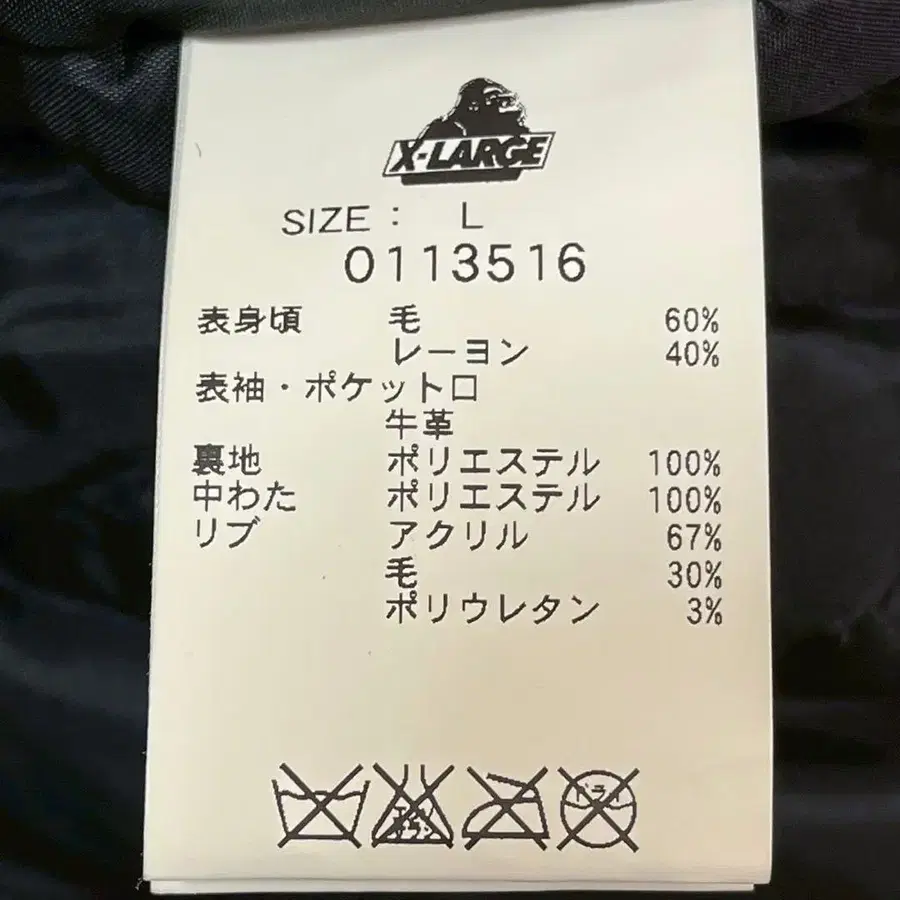 X-LARGE
SIZE : L
0113516
表身頃 毛 60%
レーヨン 40%
表袖・ポケット口
牛革
裏地 ポリエステル 100%
中わた ポリエステル 100%
リブ アクリル 67%
毛 30%
ポリウレタン 3%
ドライ